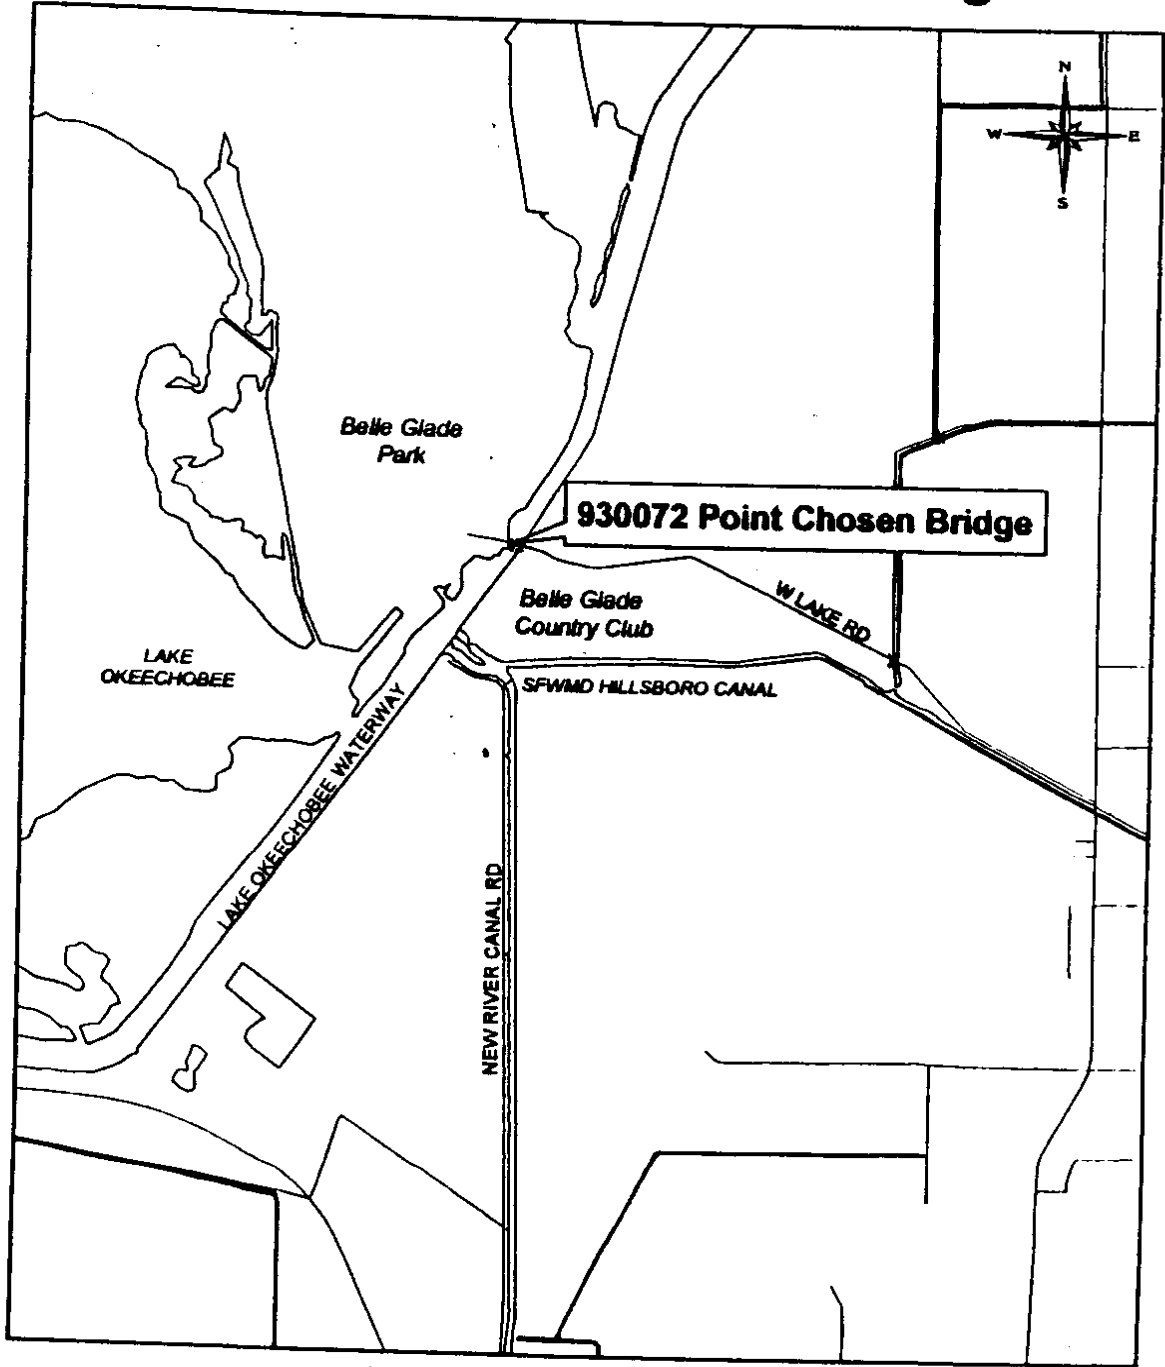 N
W E
S
Belle Glade
Park
930072 Point Chosen Bridge
W LAKE RD
Belle Glade
Country Club
LAKE
OKEECHOBEE
SFWMD HILLSBORO CANAL
LAKE OKEECHOBEE WATERWAY
NEW RIVER CANAL RD